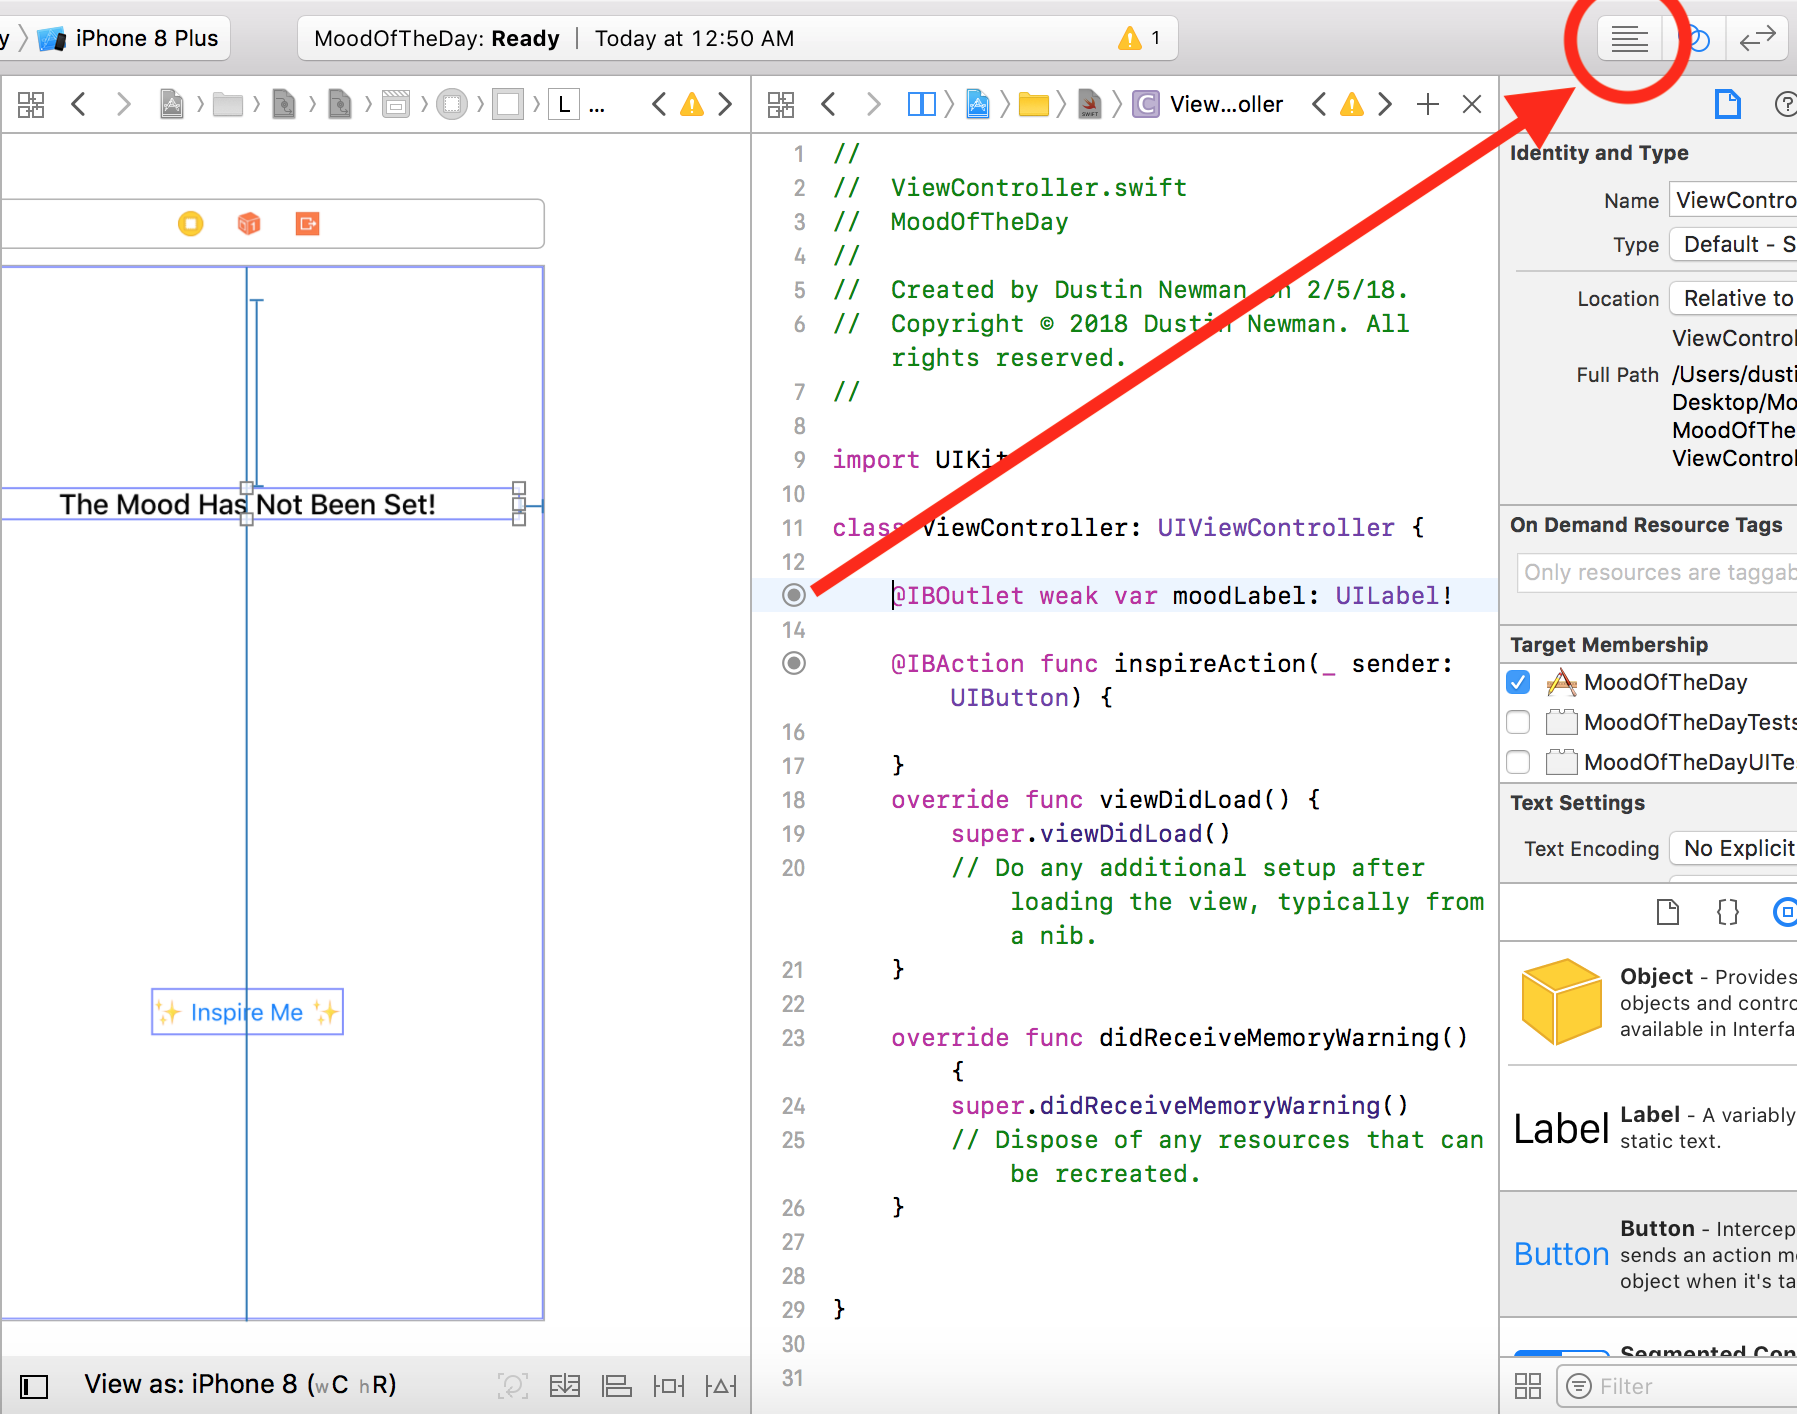 y iPhone 8 Plus
MoodOfTheDay: Ready | Today at 12:50 AM
1
L ...
View...oller
1 //
2 // ViewController.swift
3 // MoodOfTheDay
4 //
5 // Created by Dustin Newman on 2/5/18.
6 // Copyright © 2018 Dustin Newman. All
rights reserved.
7 //
8
9 import UIKit
10
11 class ViewController: UIViewController {
12
@IBOutlet weak var moodLabel: UILabel!
14
@IBAction func inspireAction(_ sender:
UIButton) {
16
17 }
18 override func viewDidLoad() {
19 super.viewDidLoad()
20 // Do any additional setup after
loading the view, typically from
a nib.
21 }
22
23 override func didReceiveMemoryWarning()
{
24 super.didReceiveMemoryWarning()
25 // Dispose of any resources that can
be recreated.
26 }
27
28
29 }
30
31
The Mood Has Not Been Set!
✨ Inspire Me ✨
View as: iPhone 8 (wC hR)
Identity and Type
Name ViewContro
Type Default - S
Location Relative to
ViewControl
Full Path /Users/dusti
Desktop/Mo
MoodOfThe
ViewControl
On Demand Resource Tags
Only resources are taggab
Target Membership
MoodOfTheDay
MoodOfTheDayTests
MoodOfTheDayUITe
Text Settings
Text Encoding No Explicit
{}
Object - Provides
objects and contro
available in Interfa
Label Label - A variably
static text.
Button Button - Intercep
sends an action me
object when it's ta
Segmented Con
Filter